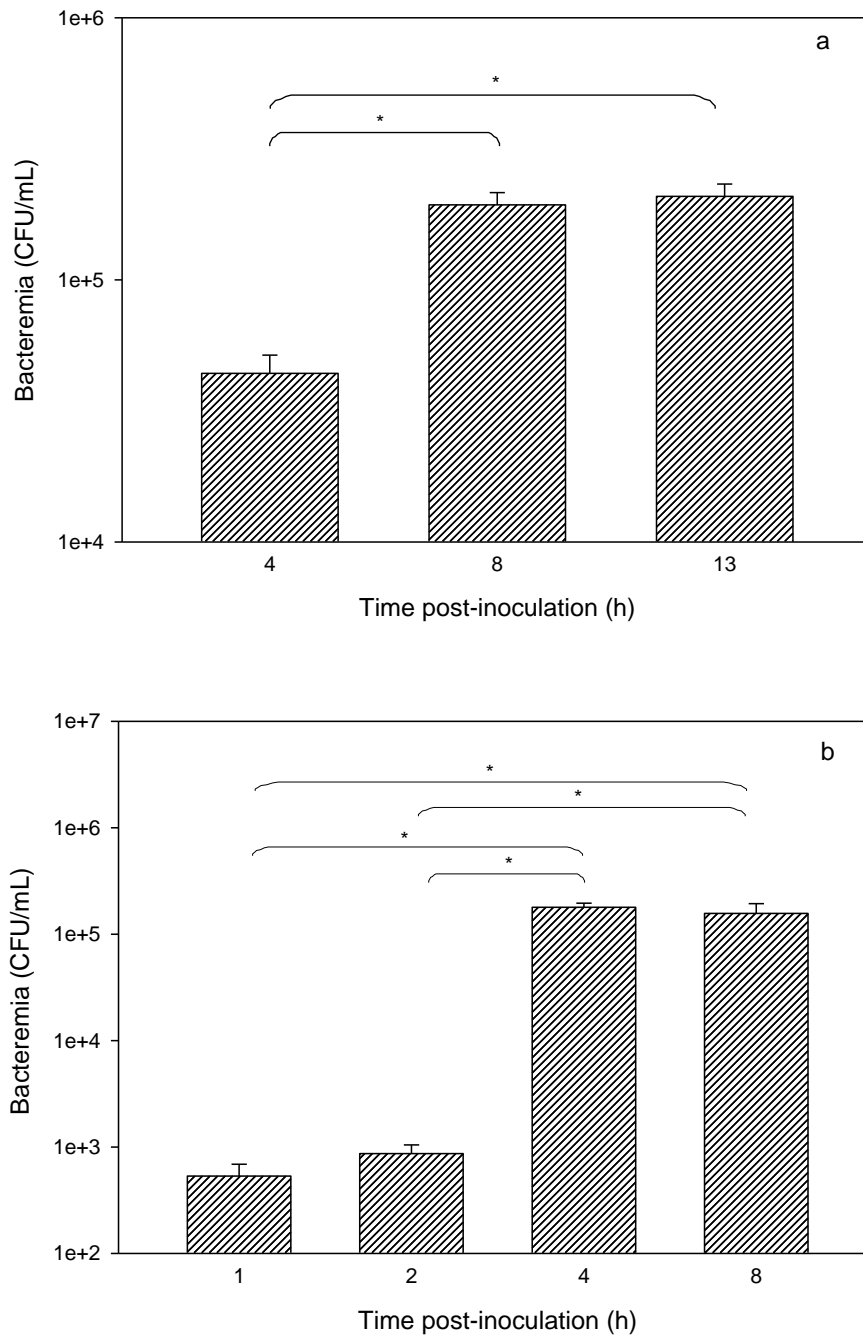 1e+6
a
*
*
1e+5
1e+4
Bacteremia (CFU/mL)
4 8 13
Time post-inoculation (h)
1e+7
b
*
*
1e+6
*
*
1e+5
1e+4
1e+3
1e+2
Bacteremia (CFU/mL)
1 2 4 8
Time post-inoculation (h)